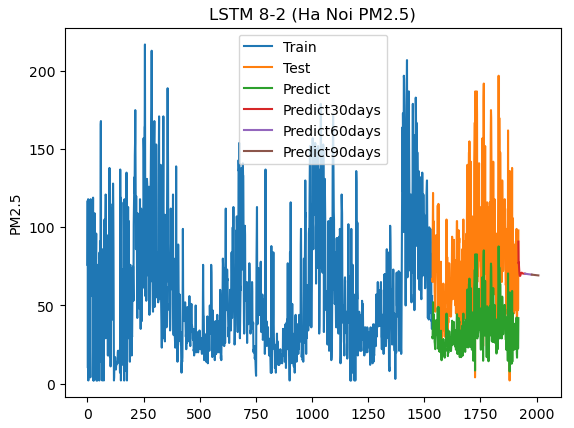 LSTM 8-2 (Ha Noi PM2.5)
Train
Test
Predict
Predict30days
Predict60days
Predict90days
PM2.5
200
150
100
50
0
0 250 500 750 1000 1250 1500 1750 2000